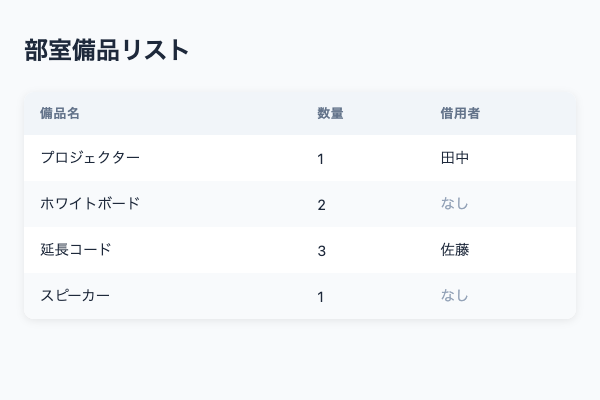 部室備品リスト
備品名 数量 借用者
プロジェクター 1 田中
ホワイトボード 2 なし
延長コード 3 佐藤
スピーカー 1 なし